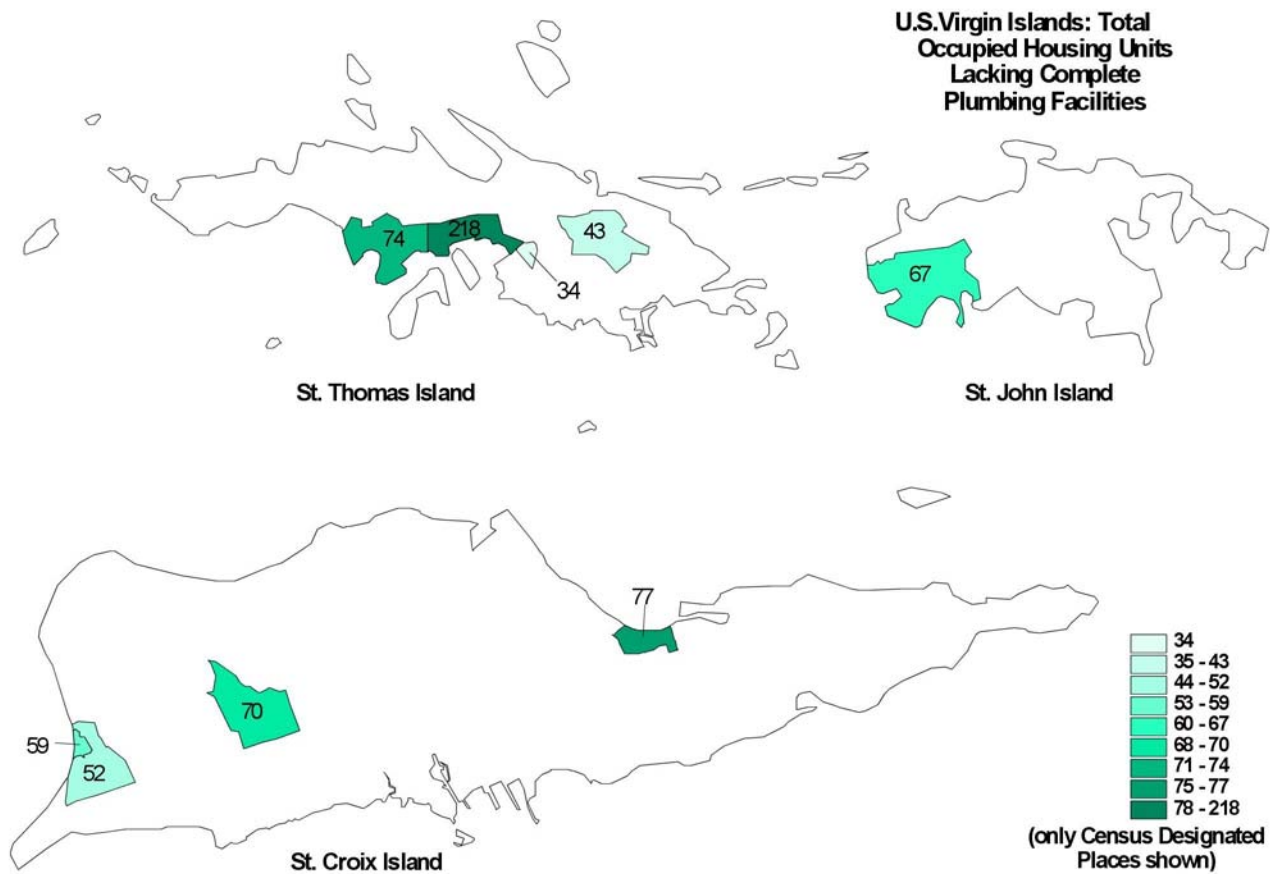 U.S.Virgin Islands: Total
Occupied Housing Units
Lacking Complete
Plumbing Facilities
74
218
43
34
67
St. Thomas Island
St. John Island
77
70
59
52
St. Croix Island
34
35 - 43
44 - 52
53 - 59
60 - 67
68 - 70
71 - 74
75 - 77
78 - 218
(only Census Designated
Places shown)